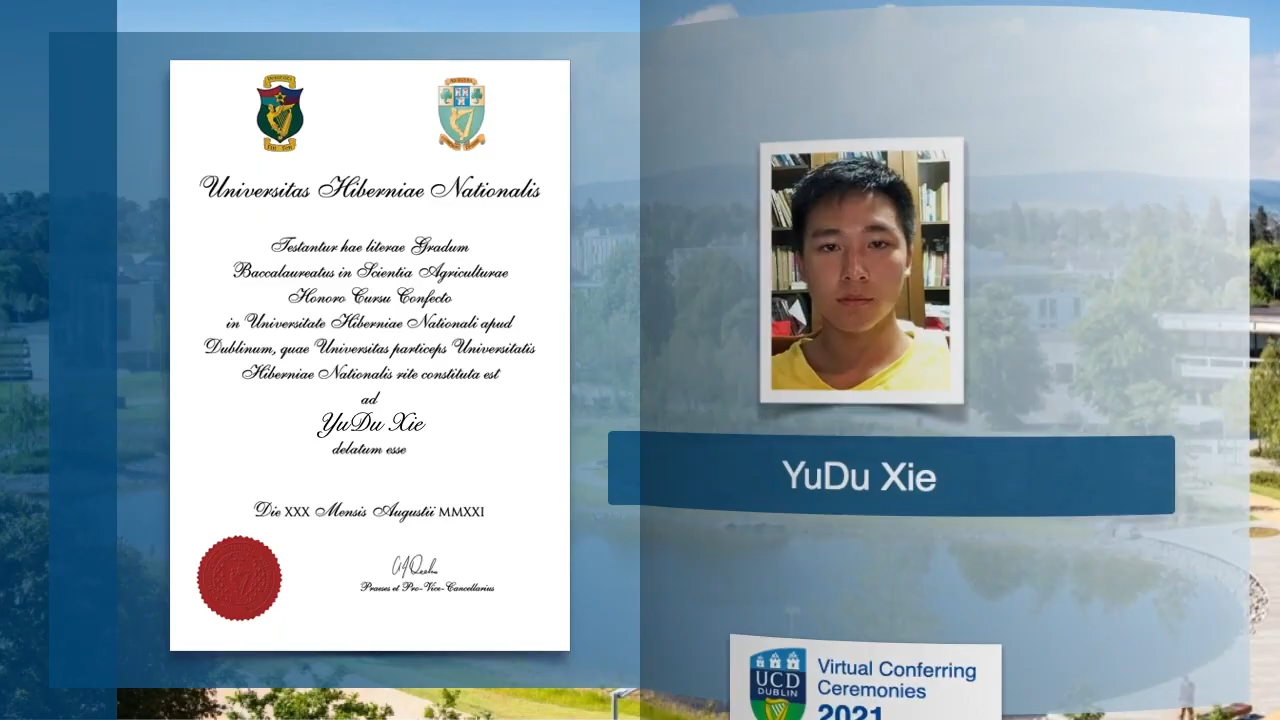 Universitas Hiberniae Nationalis
Testantur hae literae Gradum
Baccalaureatus in Scientia Agriculturae
Honoro Cursu Confecto
in Universitate Hiberniae Nationali apud
Dublinum, quae Universitas particeps Universitatis
Hiberniae Nationalis rite constituta est
ad
YuDu Xie
delatum esse
Die XXX Mensis Augustii MMXXI
Praeses et Pro-Vice-Cancellarius
YuDu Xie
UCD
DUBLIN
Virtual Conferring
Ceremonies
2021